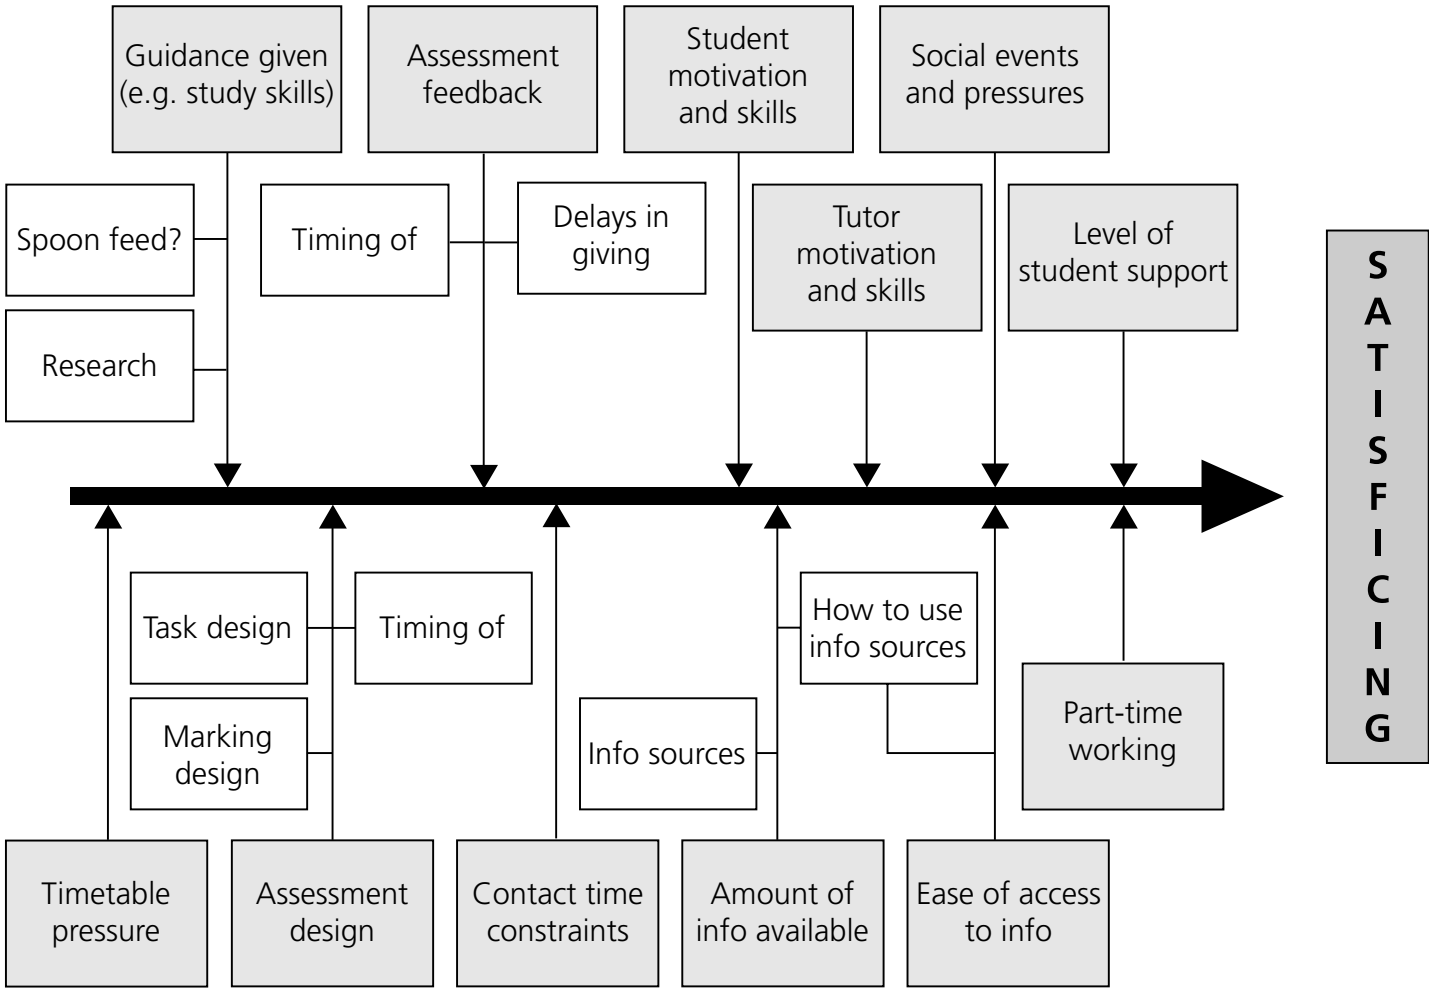 Guidance given
(e.g. study skills)
Assessment
feedback
Student
motivation
and skills
Social events
and pressures
Spoon feed?
Timing of
Delays in
giving
Tutor
motivation
and skills
Level of
student support
Research
S
A
T
I
S
F
I
C
I
N
G
Task design
Timing of
How to use
info sources
Marking
design
Info sources
Part-time
working
Timetable
pressure
Assessment
design
Contact time
constraints
Amount of
info available
Ease of access
to info